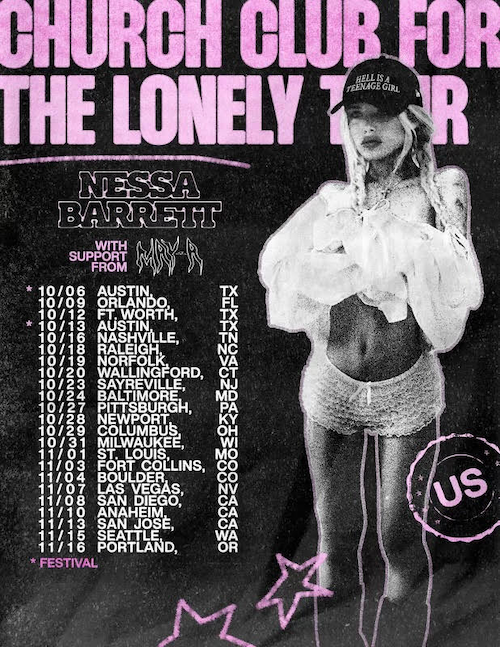 CHURCH CLUB FOR
THE LONELY TOUR
HELL IS A
TEENAGE GIRL
NESSA
BARRETT
WITH
SUPPORT
FROM
* 10/06 AUSTIN, TX
10/09 ORLANDO, FL
10/12 FT. WORTH, TX
* 10/13 AUSTIN, TX
10/16 NASHVILLE, TN
10/18 RALEIGH, NC
10/19 NORFOLK, VA
10/20 WALLINGFORD, CT
10/23 SAYREVILLE, NJ
10/24 BALTIMORE, MD
10/27 PITTSBURGH, PA
10/28 NEWPORT, KY
10/29 COLUMBUS, OH
10/31 MILWAUKEE, WI
11/01 ST. LOUIS, MO
11/03 FORT COLLINS, CO
11/04 BOULDER, CO
11/07 LAS VEGAS, NV
11/08 SAN DIEGO, CA
11/10 ANAHEIM, CA
11/13 SAN JOSE, CA
11/15 SEATTLE, WA
11/16 PORTLAND, OR
* FESTIVAL
US